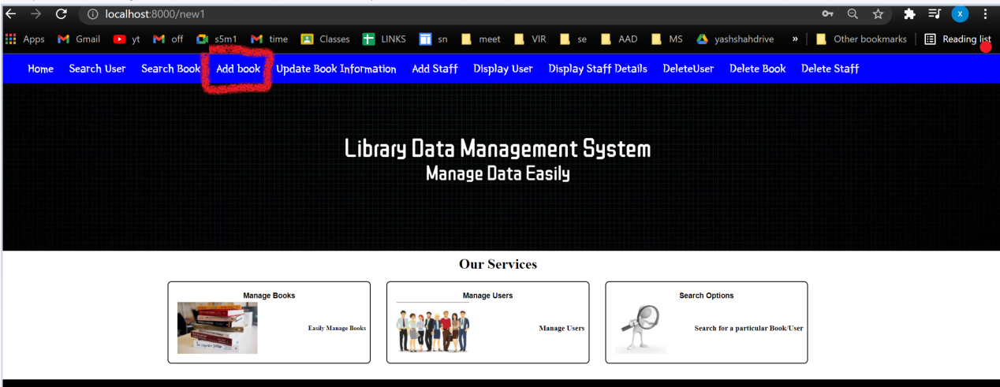 localhost:8000/new1
Apps Gmail yt off s5m1 time Classes LINKS sn meet VIR se AAD MS yashshahdrive » Other bookmarks Reading list
Home Search User Search Book Add book Update Book Information Add Staff Display User Display Staff Details DeleteUser Delete Book Delete Staff
Library Data Management System
Manage Data Easily
Our Services
Manage Books
Easily Manage Books
Manage Users
Manage Users
Search Options
Search for a particular Book/User